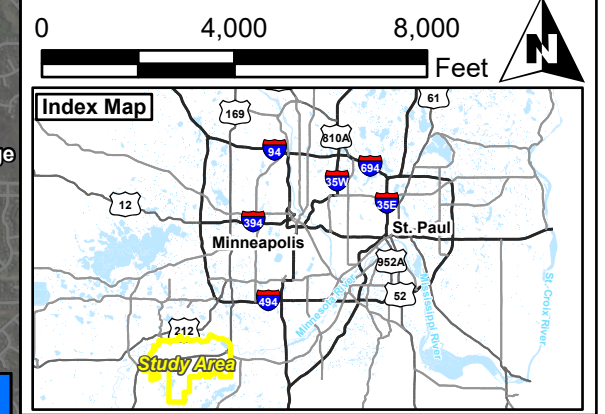 0 4,000 8,000
Feet
N
Index Map
61
169
810A
94
694
35W
35E
12
394
St. Paul
Minneapolis
952A
494
52
Minnesota River
Mississippi River
St. Croix River
212
Study Area